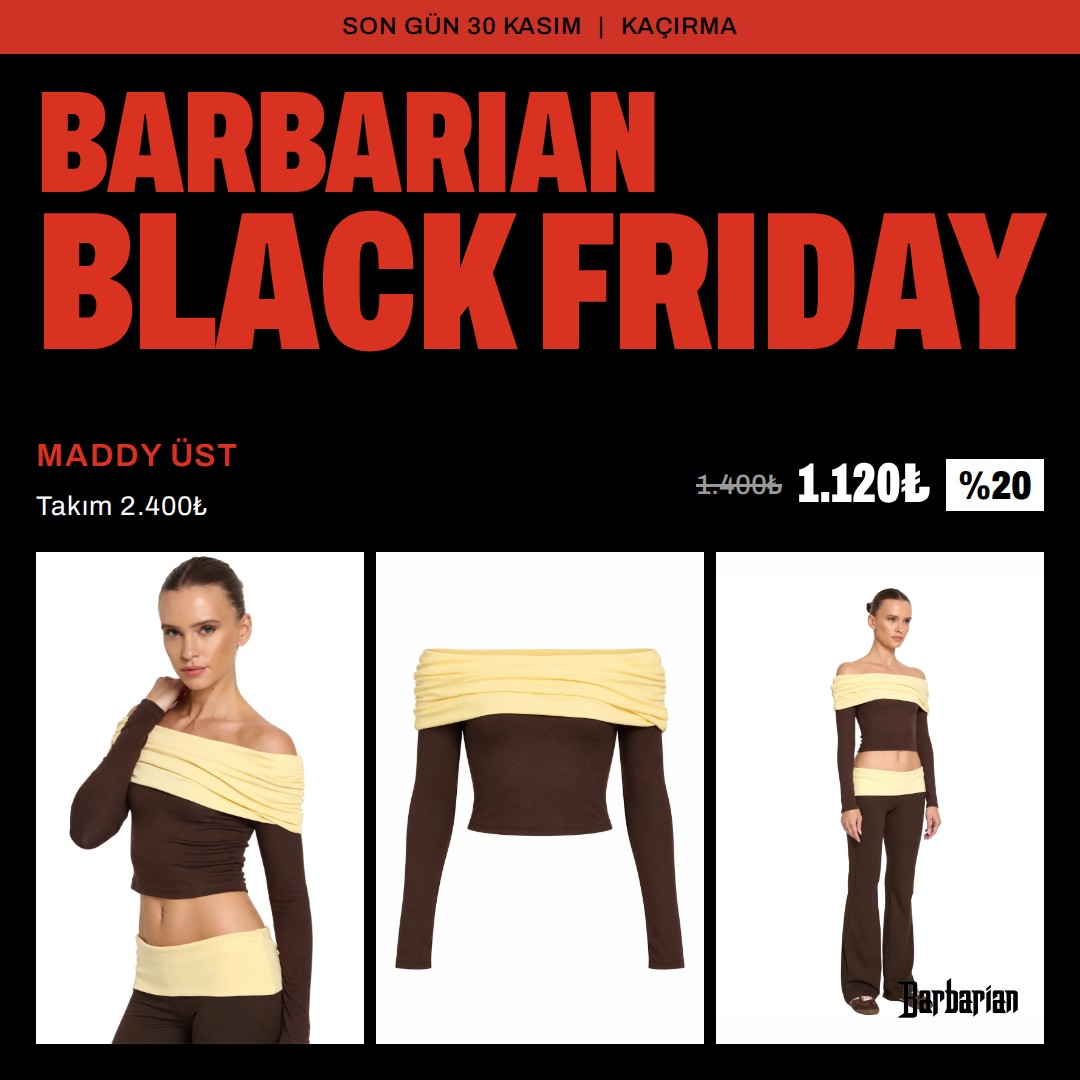 SON GÜN 30 KASIM | KAÇIRMA
BARBARIAN
BLACK FRIDAY
MADDY ÜST
Takım 2.400₺
1.400₺ 1.120₺ %20
Barbarian